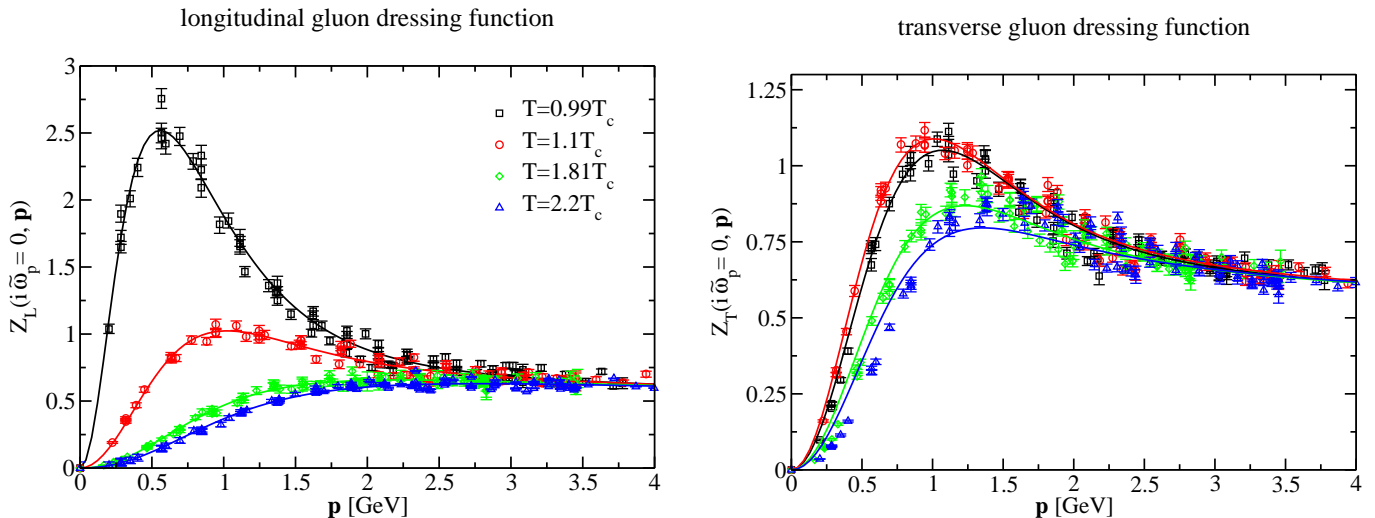 longitudinal gluon dressing function
3
2.5
2
1.5
1
0.5
0
Z_L(i ω̃_p = 0, p)
T=0.99T_c
T=1.1T_c
T=1.81T_c
T=2.2T_c
0 0.5 1 1.5 2 2.5 3 3.5 4
p [GeV]
transverse gluon dressing function
1.25
1
0.75
0.5
0.25
0
Z_T(i ω̃_p = 0, p)
0 0.5 1 1.5 2 2.5 3 3.5 4
p [GeV]